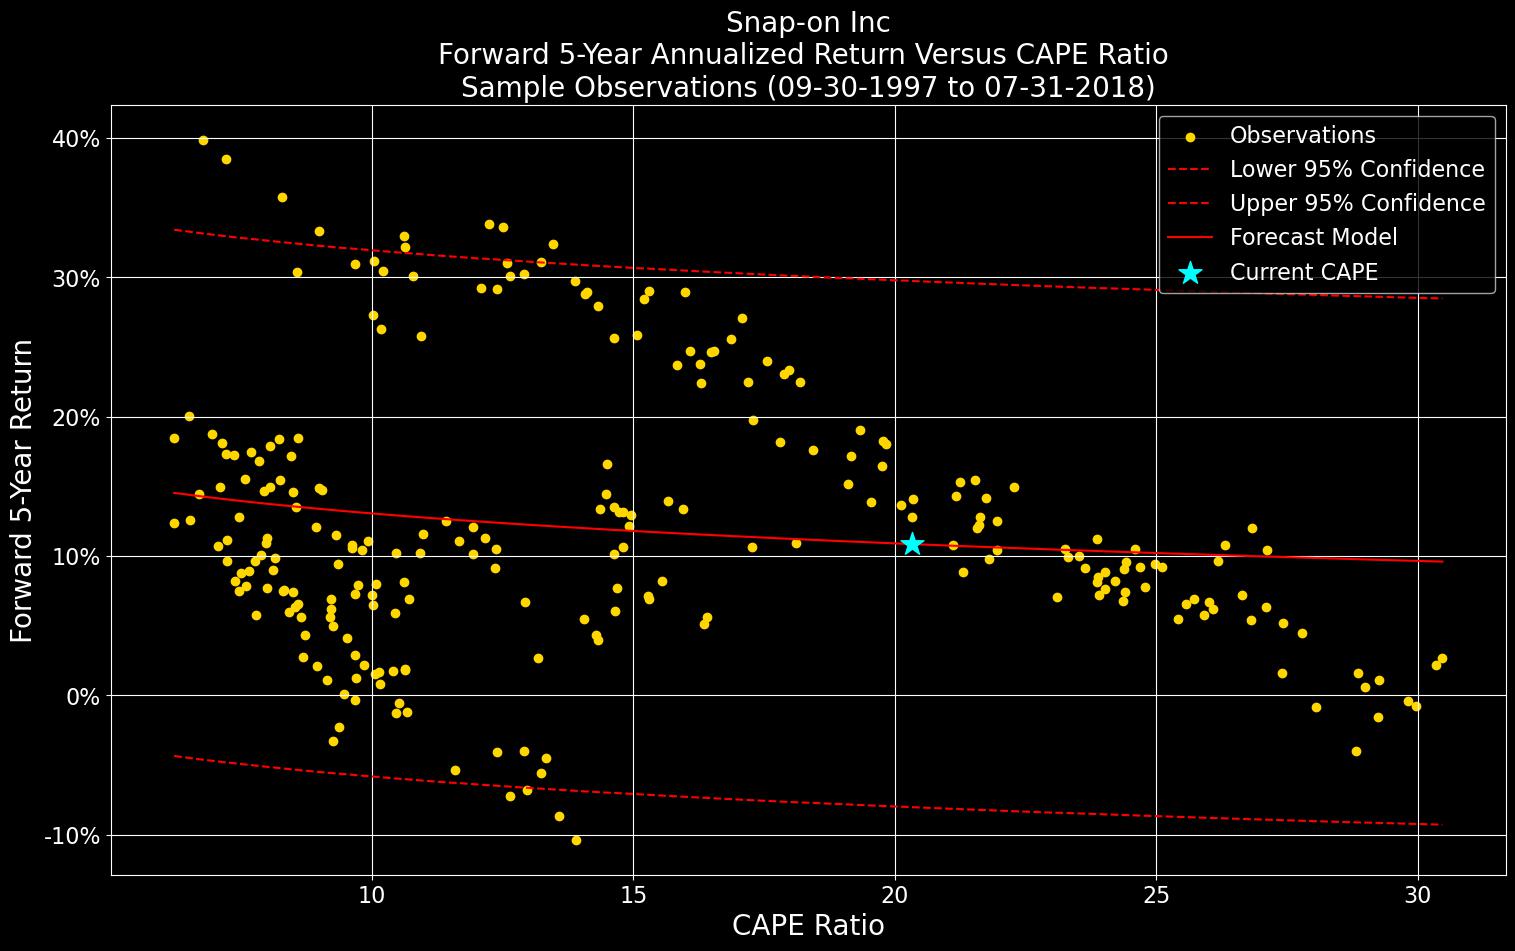 Snap-on Inc
Forward 5-Year Annualized Return Versus CAPE Ratio
Sample Observations (09-30-1997 to 07-31-2018)
Observations
Lower 95% Confidence
Upper 95% Confidence
Forecast Model
Current CAPE
Forward 5-Year Return
40%
30%
20%
10%
0%
-10%
10
15
20
25
30
CAPE Ratio